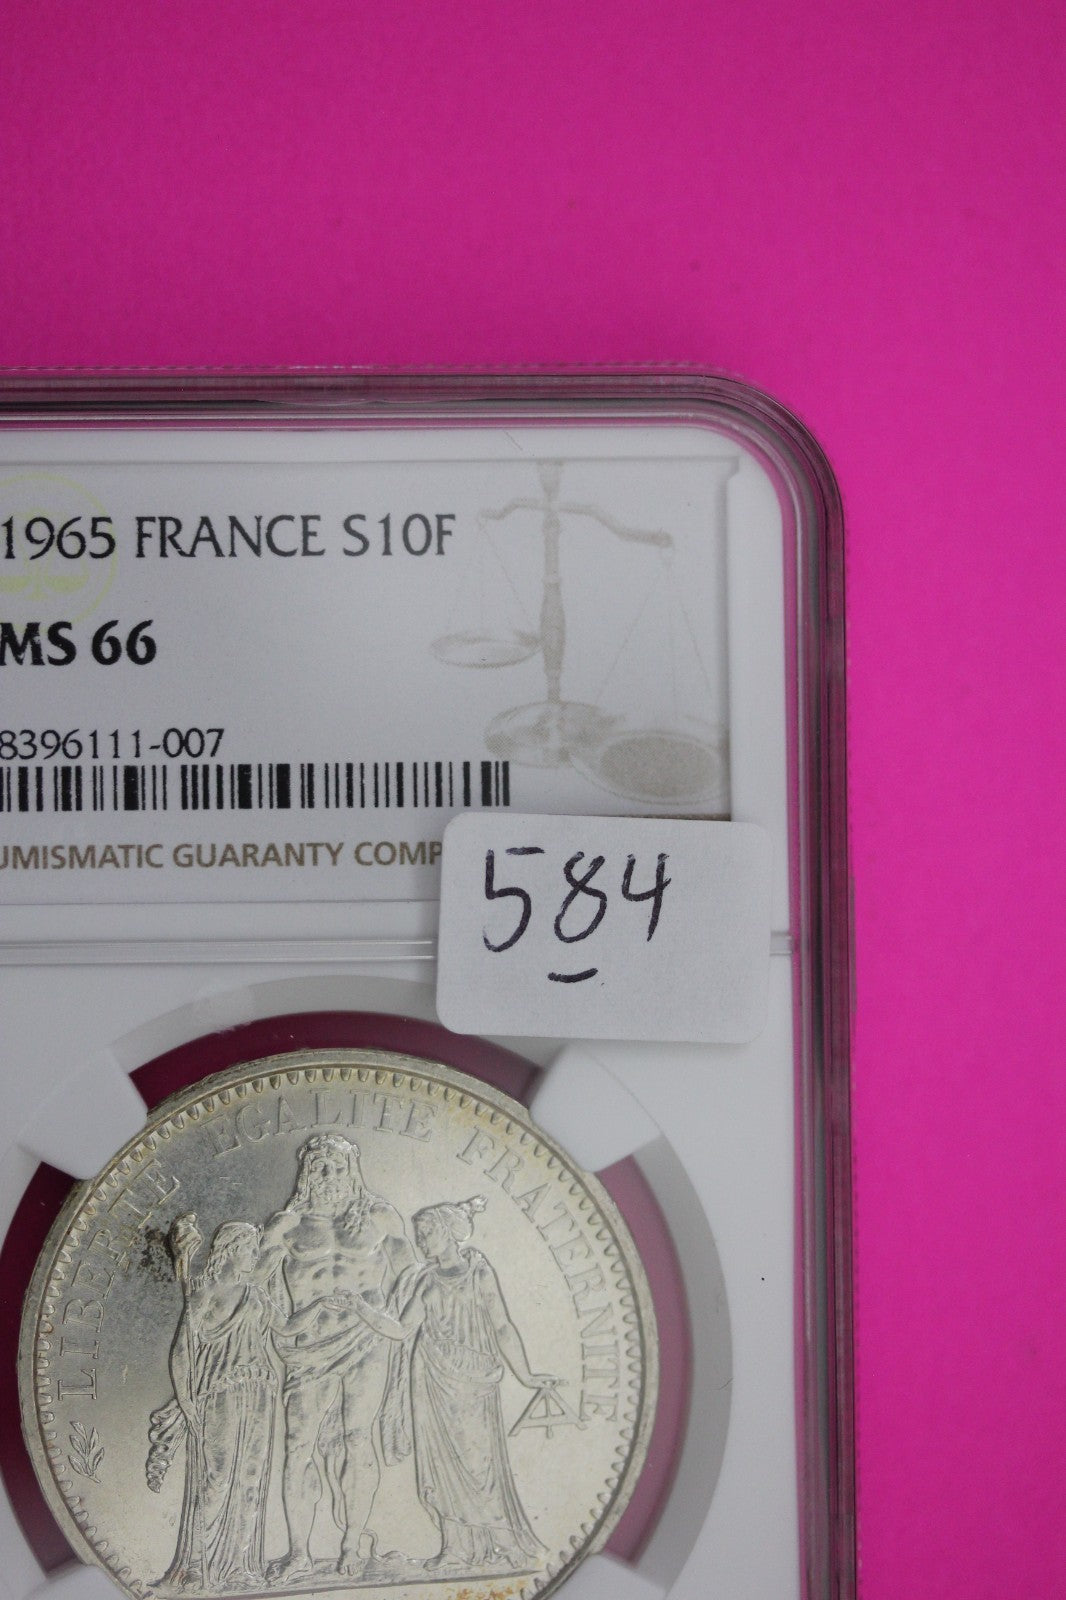 1965 FRANCE S10F
MS 66
8396111-007
UMISMATIC GUARANTY COMP
584
LIBERTE EGALITE FRATERNITE